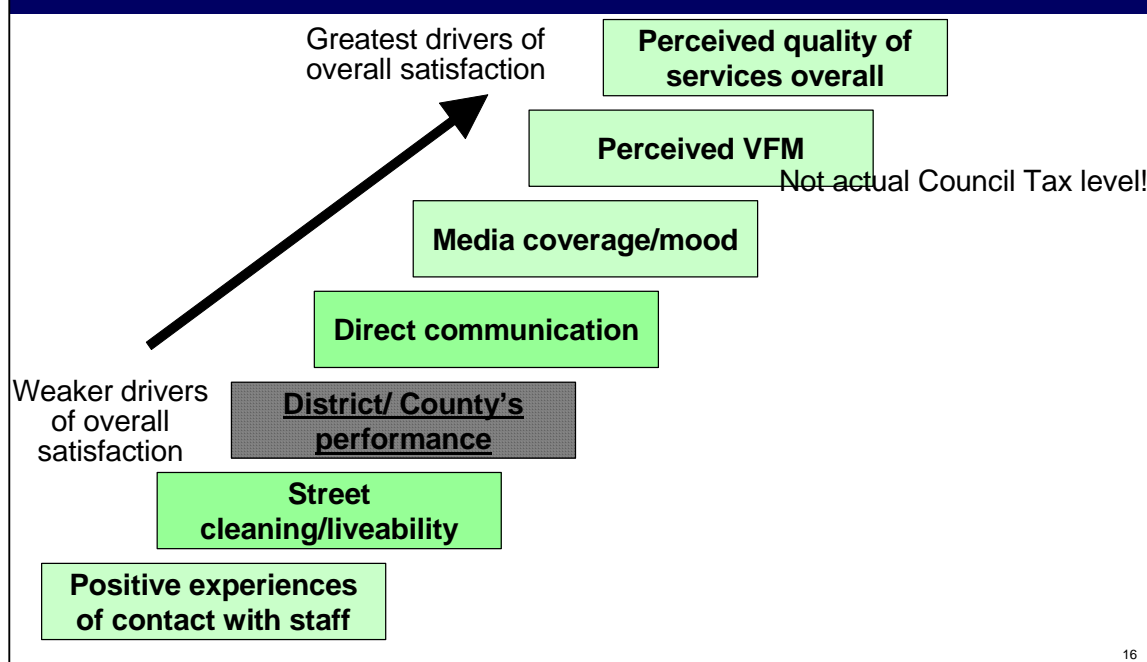 Greatest drivers of
overall satisfaction
Perceived quality of
services overall
Perceived VFM
Not actual Council Tax level!
Media coverage/mood
Direct communication
Weaker drivers
of overall
satisfaction
District/ County's
performance
Street
cleaning/liveability
Positive experiences
of contact with staff
16